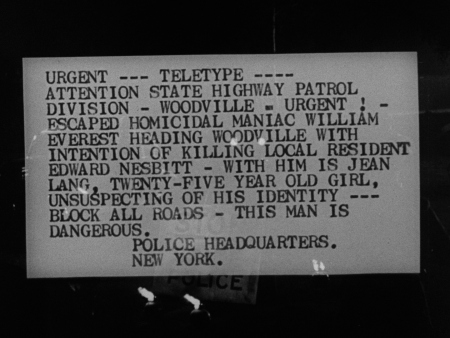 URGENT --- TELETYPE ----
ATTENTION STATE HIGHWAY PATROL
DIVISION - WOODVILLE = URGENT ! -
ESCAPED HOMICIDAL MANIAC WILLIAM
EVEREST HEADING WOODVILLE WITH
INTENTION OF KILLING LOCAL RESIDENT
EDWARD NESBITT - WITH HIM IS JEAN
LANG, TWENTY-FIVE YEAR OLD GIRL,
UNSUSPECTING OF HIS IDENTITY ---
BLOCK ALL ROADS - THIS MAN IS
DANGEROUS.
POLICE HEADQUARTERS.
NEW YORK.
STOP
POLICE